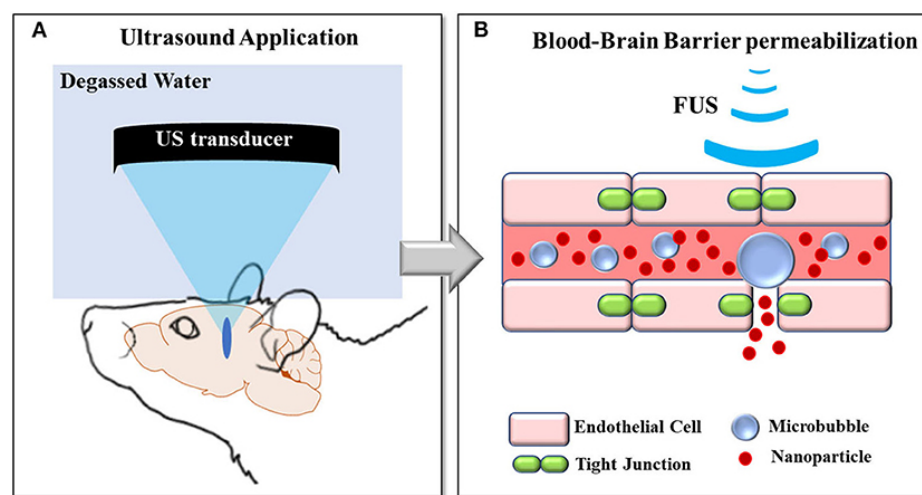 A
Ultrasound Application
Degassed Water
US transducer
B
Blood-Brain Barrier permeabilization
FUS
Endothelial Cell
Microbubble
Tight Junction
Nanoparticle